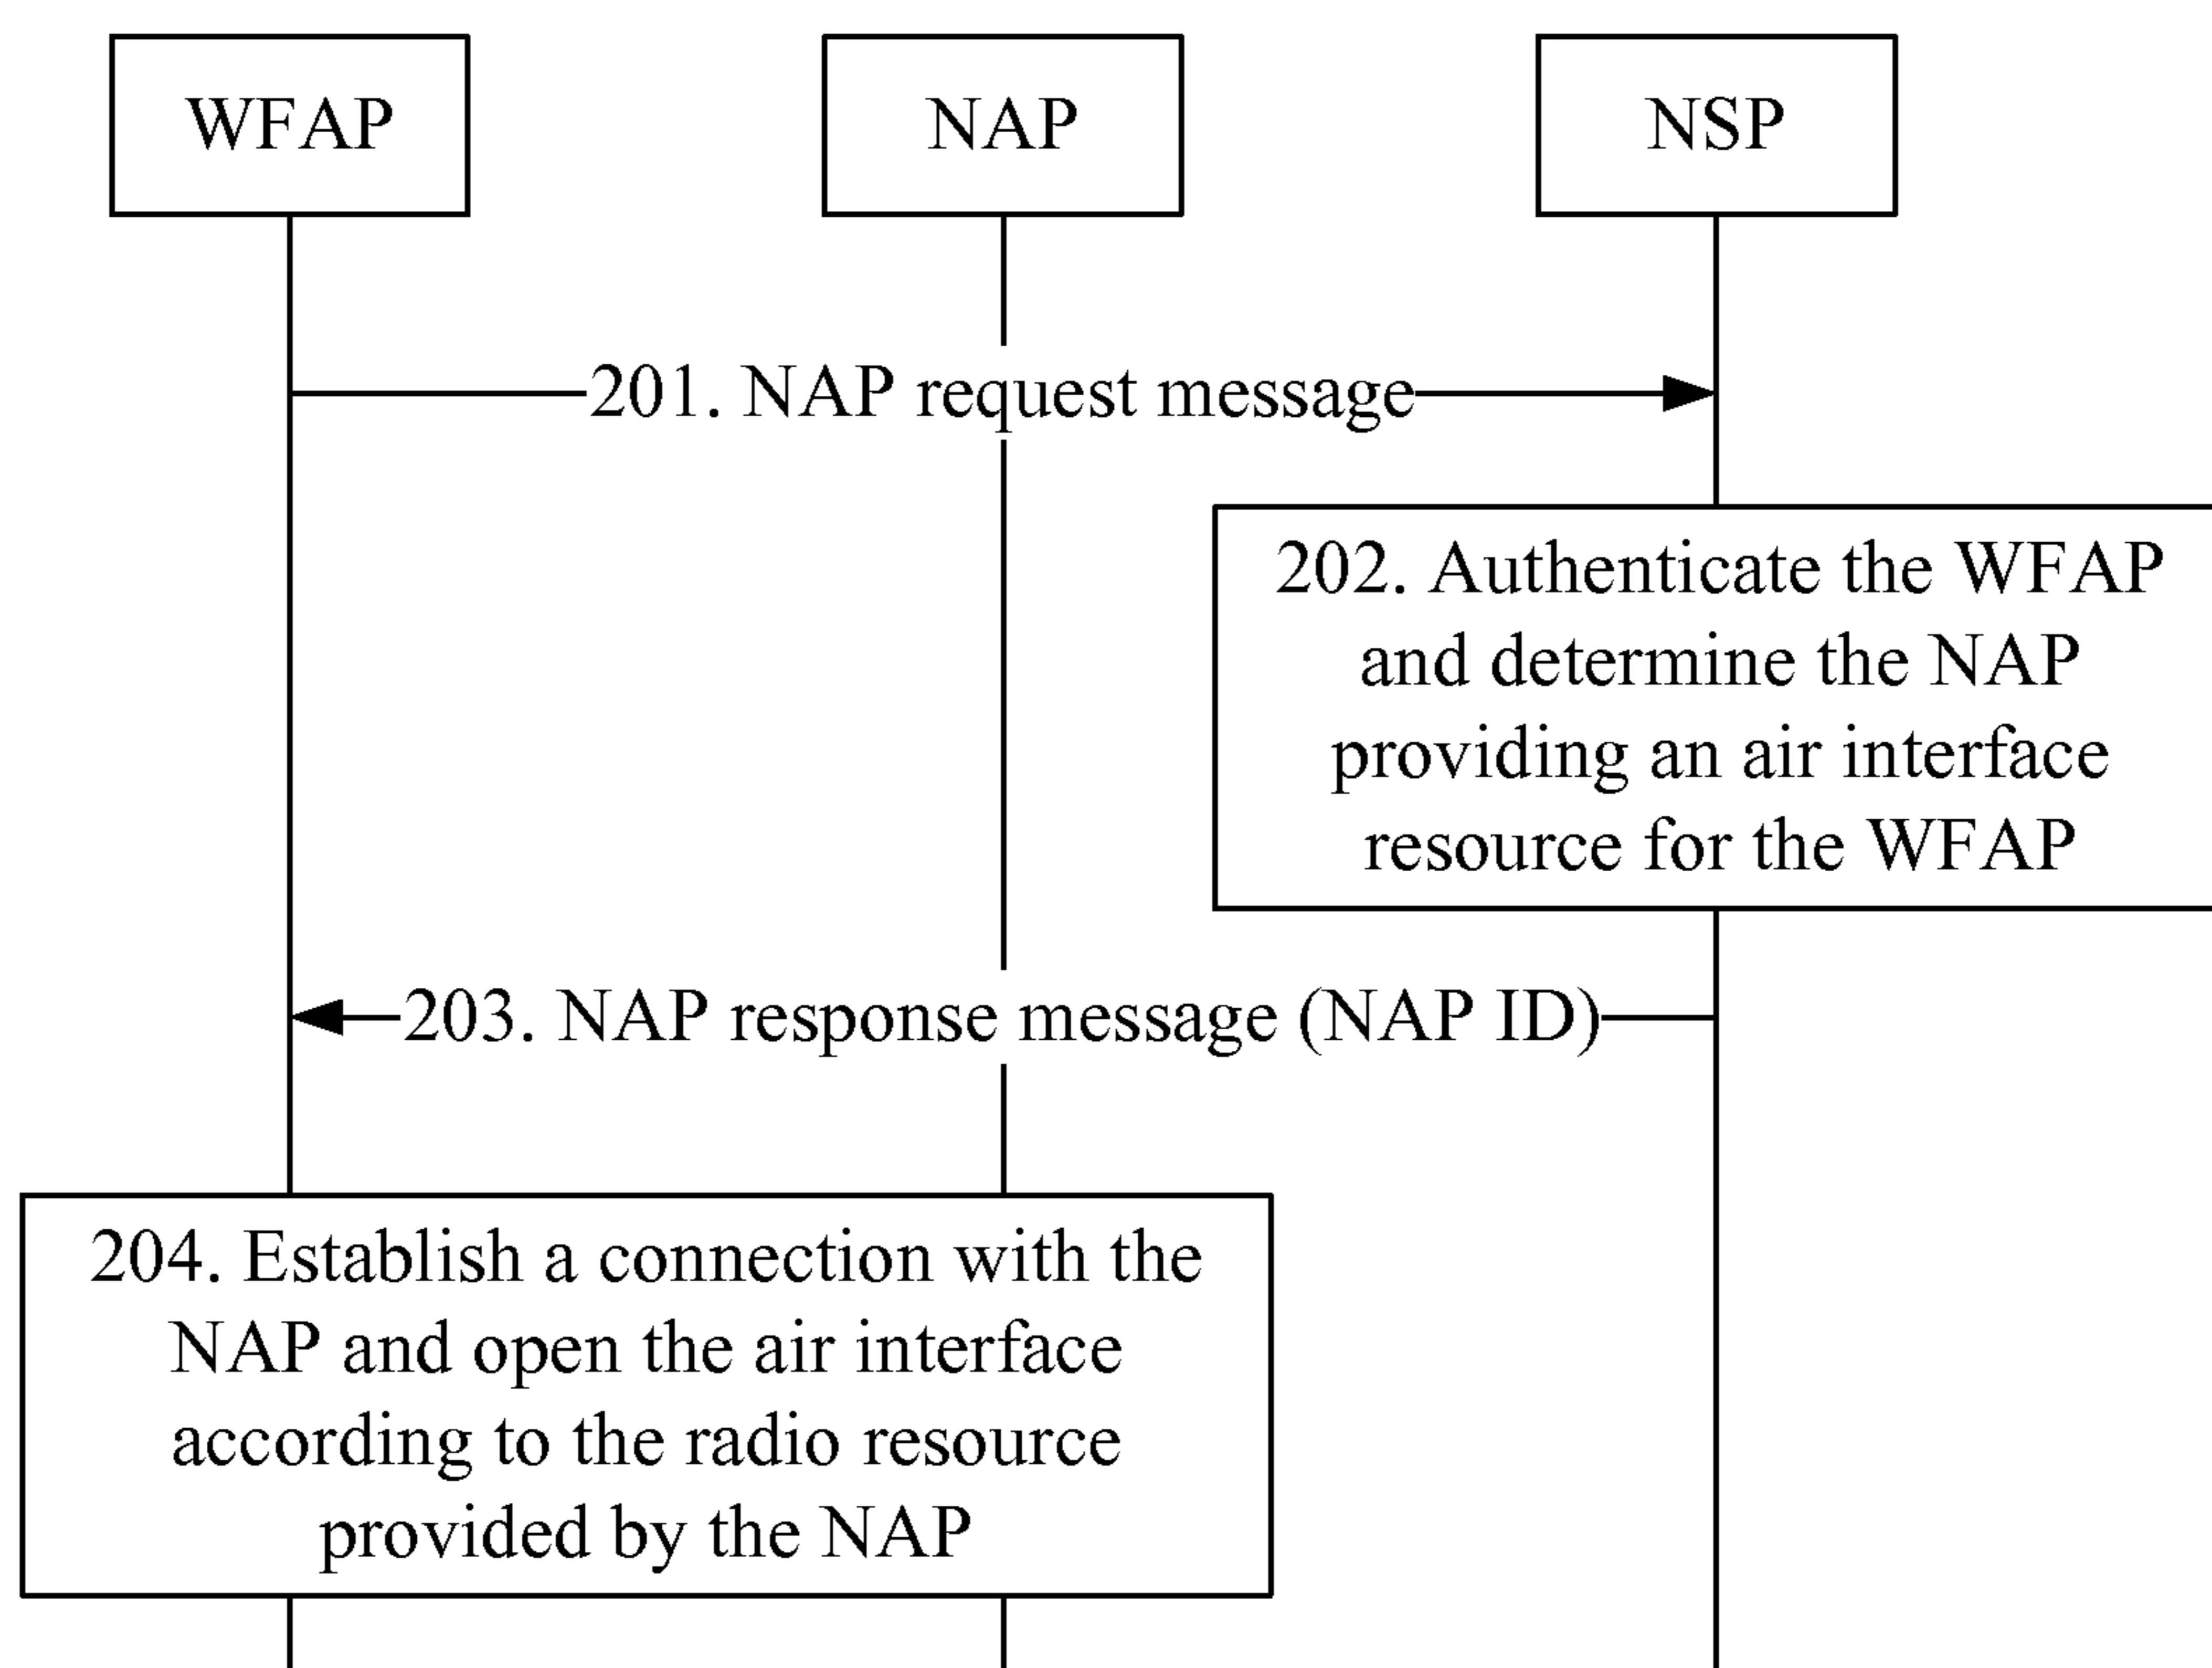 WFAP
NAP
NSP
201. NAP request message
202. Authenticate the WFAP
and determine the NAP
providing an air interface
resource for the WFAP
203. NAP response message (NAP ID)
204. Establish a connection with the
NAP and open the air interface
according to the radio resource
provided by the NAP